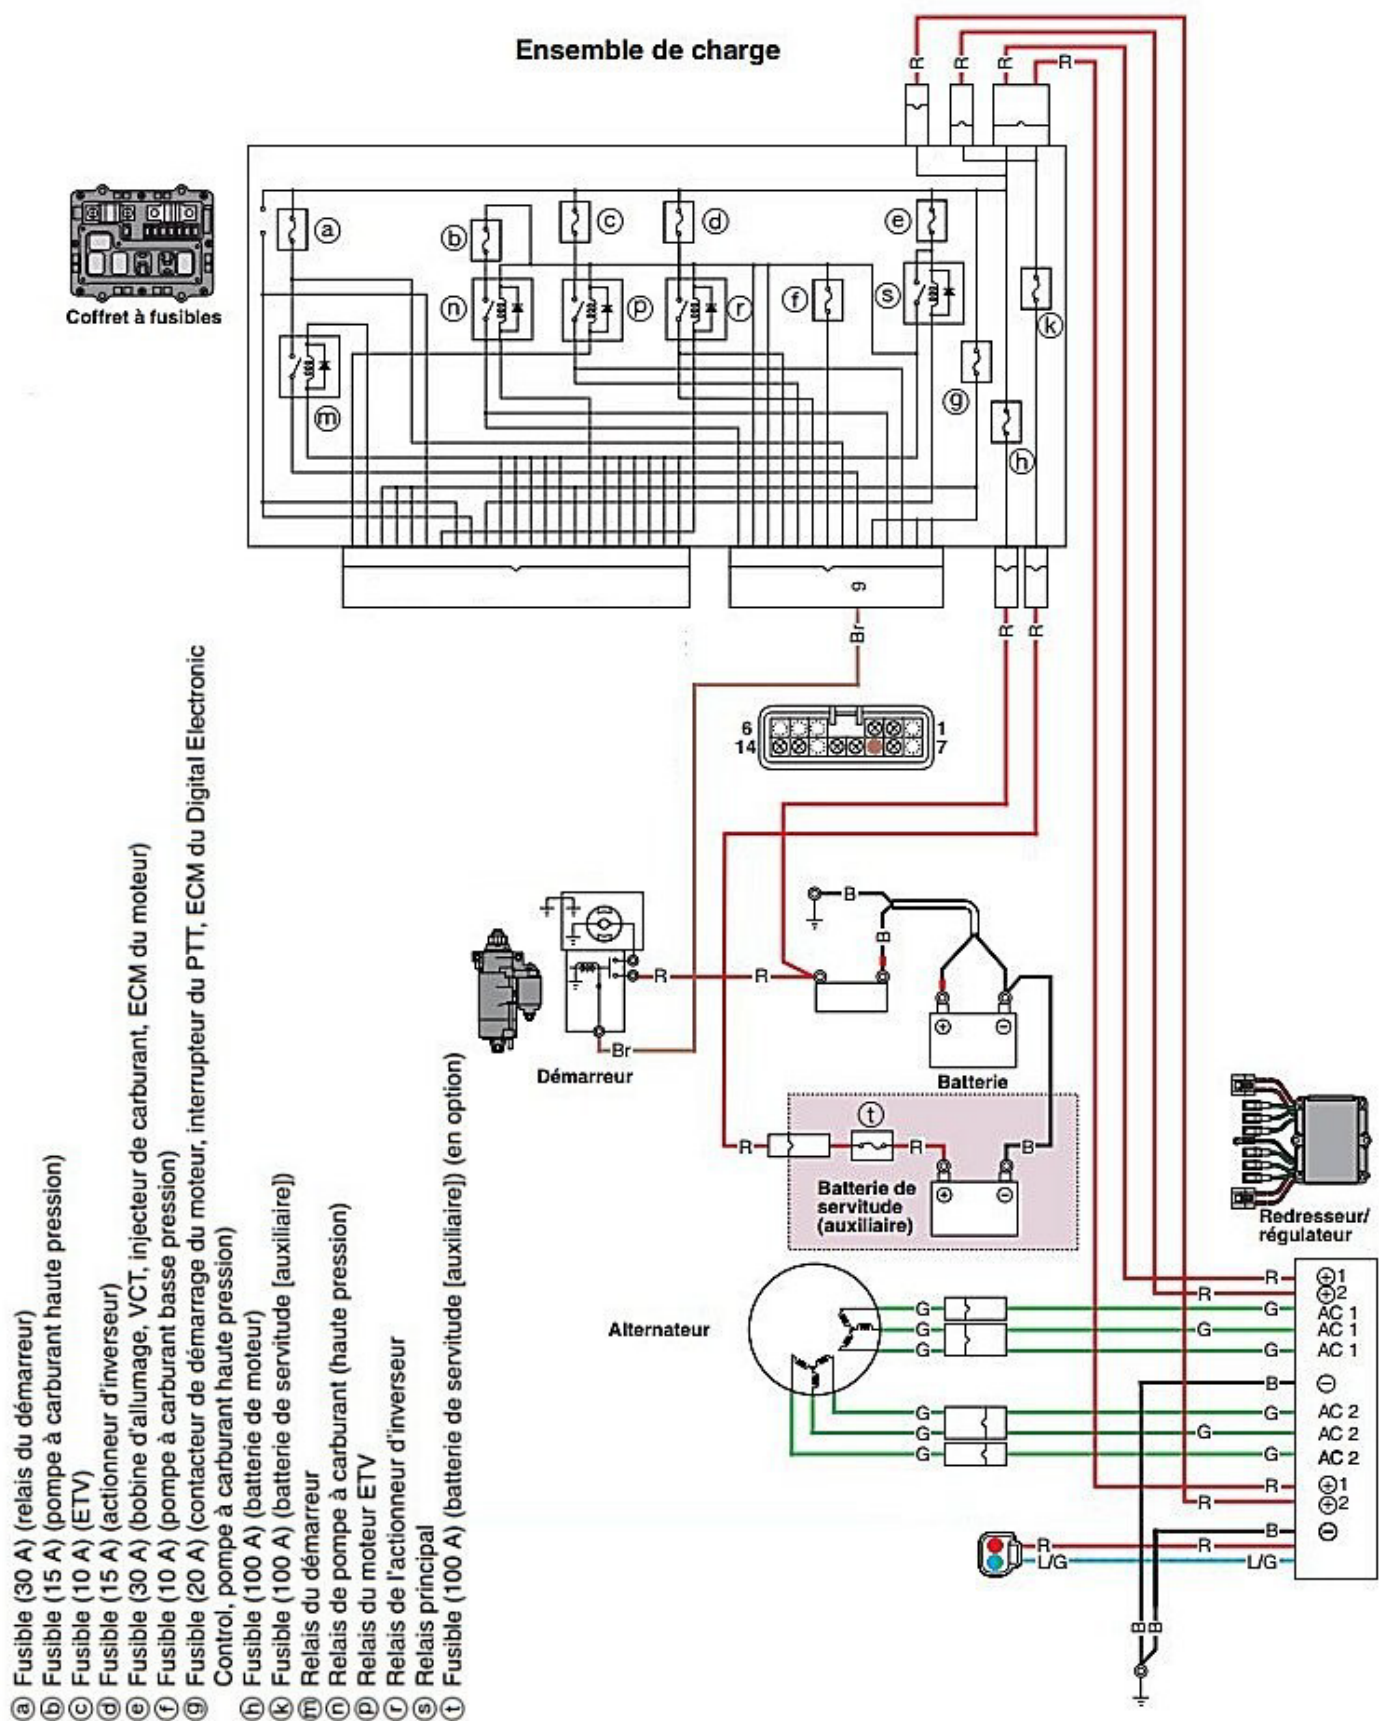 Ensemble de charge
R
R
R
R
Coffret à fusibles
a
b
c
d
e
f
g
h
k
m
n
p
r
s
9
Br
R
R
6
1
14
7
B
B
R
R
Br
Démarreur
+
−
Batterie
t
R
R
B
Batterie de
servitude
(auxiliaire)
+
−
Redresseur/
régulateur
Alternateur
R
⊕1
R
⊕2
G
G
AC 1
G
G
AC 1
G
G
AC 1
B
⊖
G
G
AC 2
G
G
AC 2
G
G
AC 2
R
⊕1
R
⊕2
B
⊖
R
R
L/G
L/G
B
B
ⓐ Fusible (30 A) (relais du démarreur)
ⓑ Fusible (15 A) (pompe à carburant haute pression)
ⓒ Fusible (10 A) (ETV)
ⓓ Fusible (15 A) (actionneur d'inverseur)
ⓔ Fusible (30 A) (bobine d'allumage, VCT, injecteur de carburant, ECM du moteur)
ⓕ Fusible (10 A) (pompe à carburant basse pression)
ⓖ Fusible (20 A) (contacteur de démarrage du moteur, interrupteur du PTT, ECM du Digital Electronic
Control, pompe à carburant haute pression)
ⓗ Fusible (100 A) (batterie de moteur)
ⓚ Fusible (100 A) (batterie de servitude [auxiliaire])
ⓜ Relais du démarreur
ⓝ Relais de pompe à carburant (haute pression)
ⓟ Relais du moteur ETV
ⓡ Relais de l'actionneur d'inverseur
ⓢ Relais principal
ⓣ Fusible (100 A) (batterie de servitude [auxiliaire]) (en option)